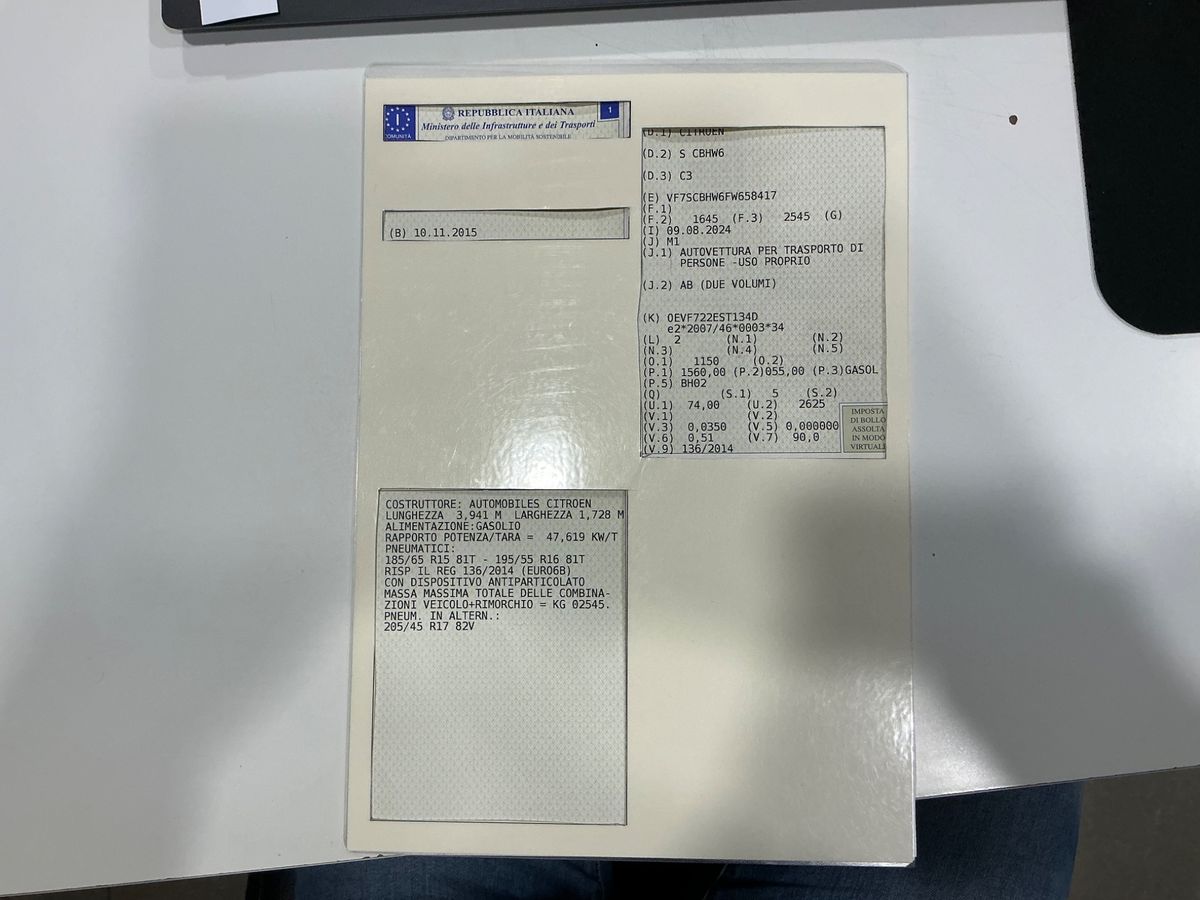 I
COMUNITÀ
REPUBBLICA ITALIANA
Ministero delle Infrastrutture e dei Trasporti
DIPARTIMENTO PER LA MOBILITÀ SOSTENIBILE
1
(B) 10.11.2015
COSTRUTTORE: AUTOMOBILES CITROEN
LUNGHEZZA 3,941 M LARGHEZZA 1,728 M
ALIMENTAZIONE:GASOLIO
RAPPORTO POTENZA/TARA = 47,619 KW/T
PNEUMATICI:
185/65 R15 81T - 195/55 R16 81T
RISP IL REG 136/2014 (EURO6B)
CON DISPOSITIVO ANTIPARTICOLATO
MASSA MASSIMA TOTALE DELLE COMBINA-
ZIONI VEICOLO+RIMORCHIO = KG 02545.
PNEUM. IN ALTERN.:
205/45 R17 82V
(D.1) CITROEN
(D.2) S CBHW6
(D.3) C3
(E) VF7SCBHW6FW658417
(F.1)
(F.2) 1645 (F.3) 2545 (G)
(I) 09.08.2024
(J) M1
(J.1) AUTOVETTURA PER TRASPORTO DI
PERSONE -USO PROPRIO
(J.2) AB (DUE VOLUMI)
(K) OEVF722EST134D
e2*2007/46*0003*34
(L) 2 (N.1) (N.2)
(N.3) (N.4) (N.5)
(O.1) 1150 (O.2)
(P.1) 1560,00 (P.2)055,00 (P.3)GASOL
(P.5) BH02
(Q) (S.1) 5 (S.2)
(U.1) 74,00 (U.2) 2625
(V.1) (V.2)
(V.3) 0,0350 (V.5) 0,000000
(V.6) 0,51 (V.7) 90,0
(V.9) 136/2014
IMPOSTA
DI BOLLO
ASSOLTA
IN MODO
VIRTUALE